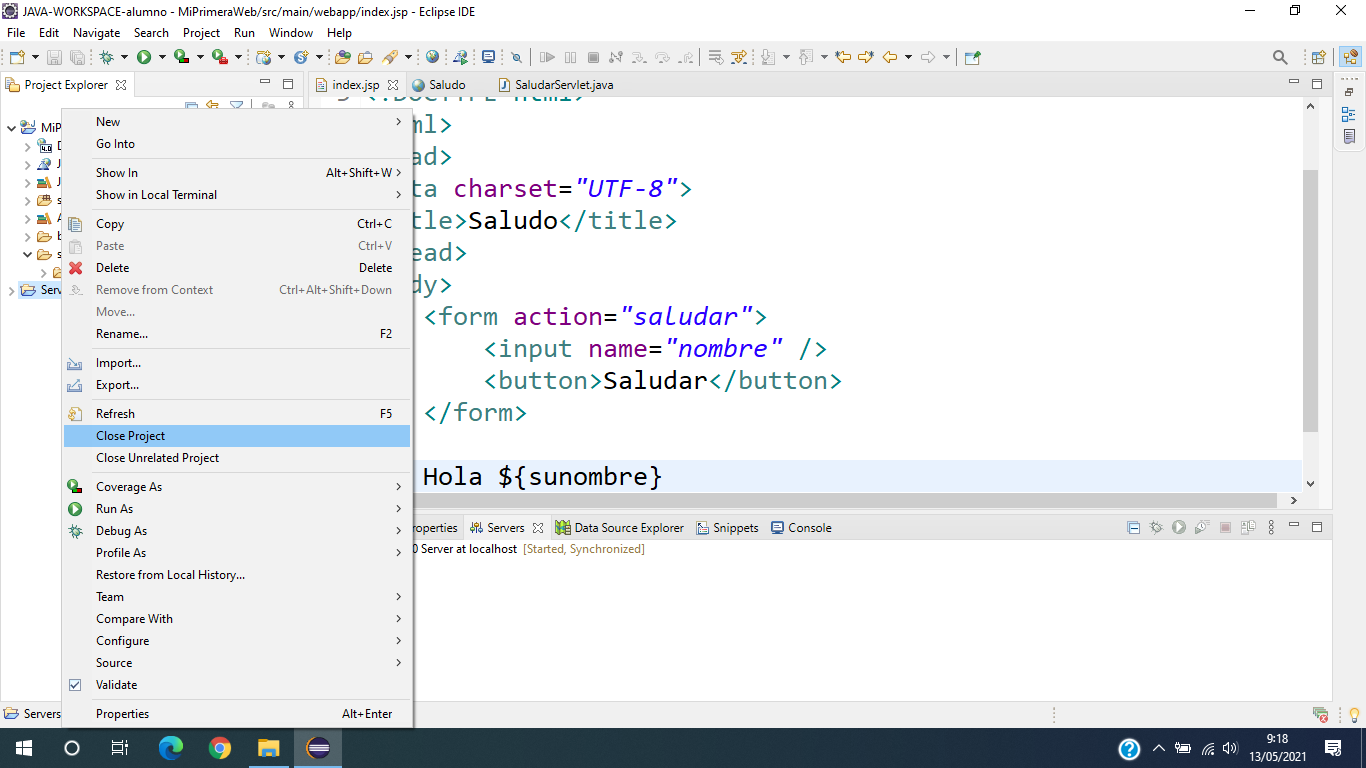 JAVA-WORKSPACE-alumno - MiPrimeraWeb/src/main/webapp/index.jsp - Eclipse IDE
File Edit Navigate Search Project Run Window Help
Project Explorer
index.jsp Saludo SaludarServlet.java
MiP
Serv
New
Go Into
Show In Alt+Shift+W
Show in Local Terminal
Copy Ctrl+C
Paste Ctrl+V
Delete Delete
Remove from Context Ctrl+Alt+Shift+Down
Move...
Rename... F2
Import...
Export...
Refresh F5
Close Project
Close Unrelated Project
Coverage As
Run As
Debug As
Profile As
Restore from Local History...
Team
Compare With
Configure
Source
Validate
Properties Alt+Enter
ml>
ad>
ta charset="UTF-8">
tle>Saludo</title>
ead>
dy>
<form action="saludar">
<input name="nombre" />
<button>Saludar</button>
</form>
Hola ${sunombre}
roperties Servers Data Source Explorer Snippets Console
0 Server at localhost [Started, Synchronized]
Servers
9:18
13/05/2021